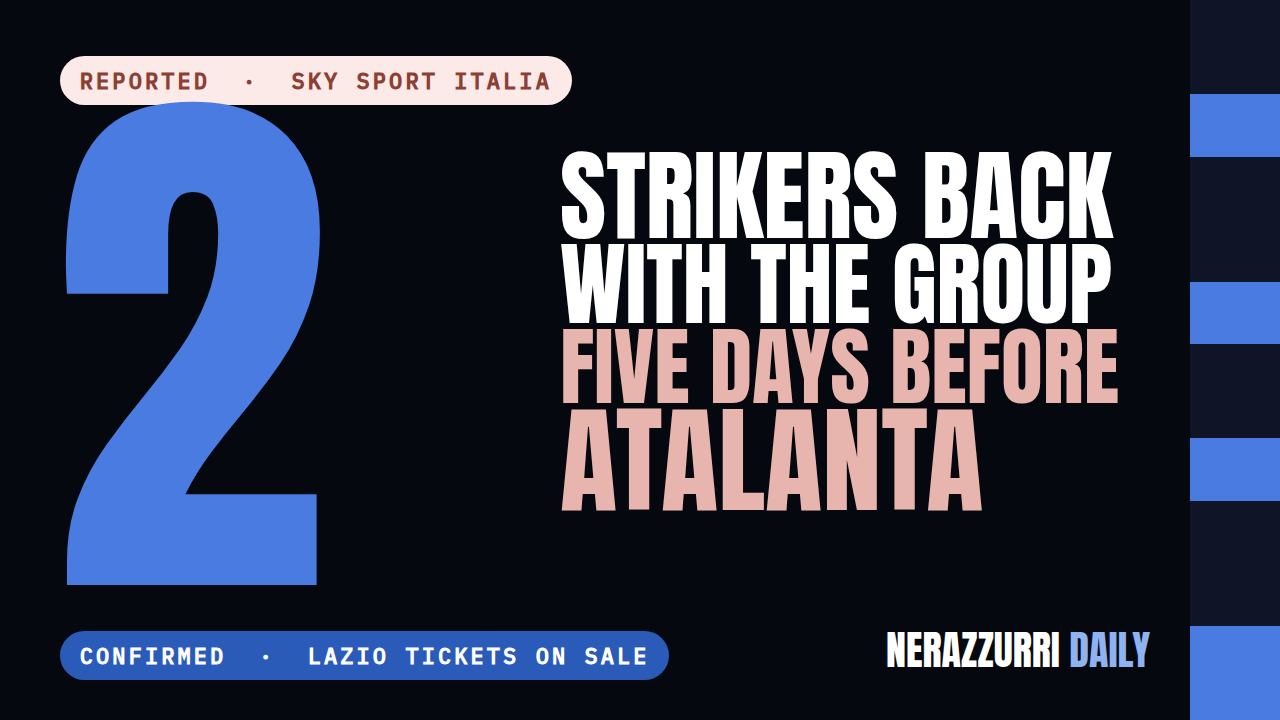 REPORTED · SKY SPORT ITALIA
2
STRIKERS BACK
WITH THE GROUP
FIVE DAYS BEFORE
ATALANTA
CONFIRMED · LAZIO TICKETS ON SALE
NERAZZURRI DAILY